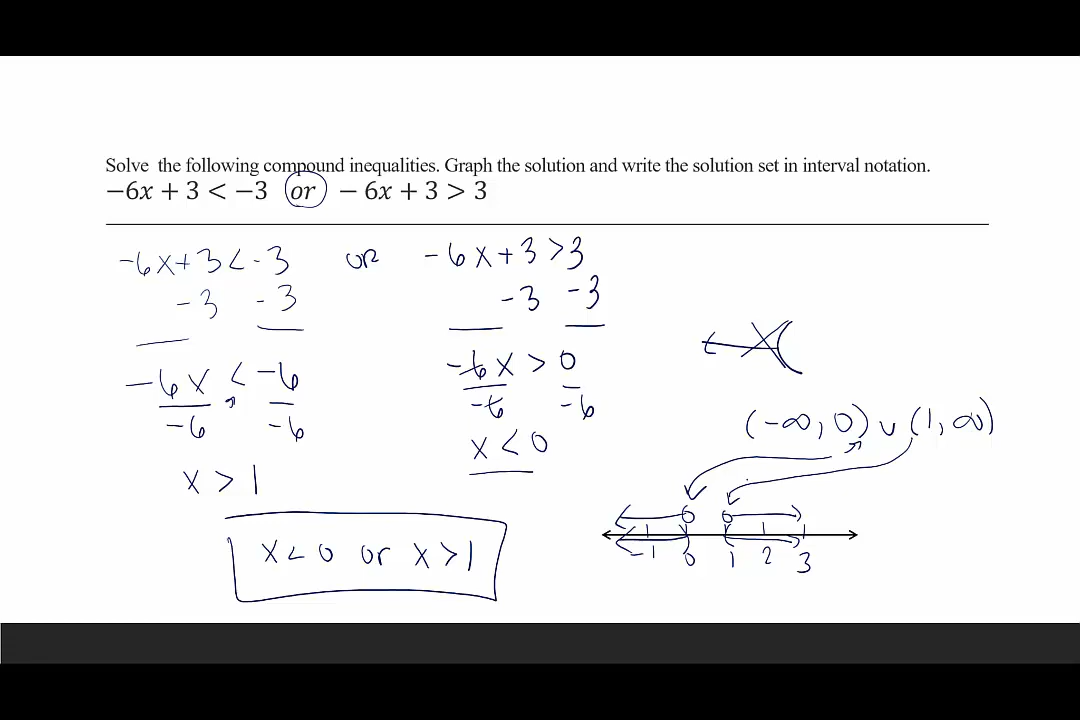 Solve the following compound inequalities. Graph the solution and write the solution set in interval notation.
−6x + 3 < −3 or − 6x + 3 > 3
-6x+3<-3 or -6x+3>3
-3 -3 -3 -3
-6x < -6 -6x > 0
-6 -6 -6 -6
x > 1 x < 0
(-∞, 0) ∪ (1, ∞)
x < 0 or x > 1
-1 0 1 2 3